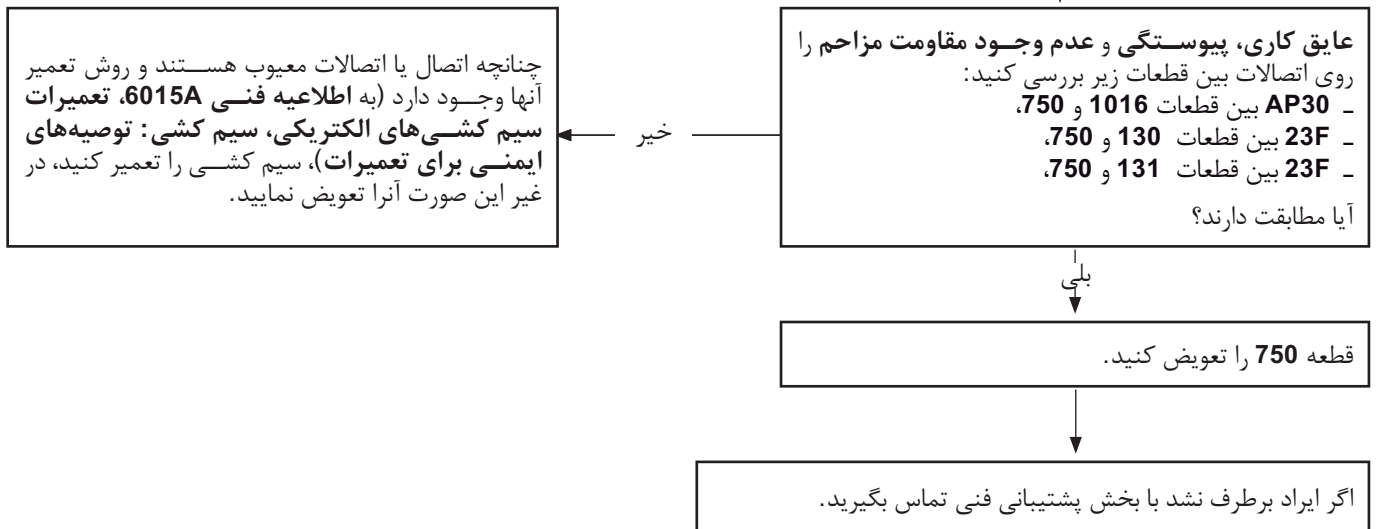 عایق کاری، پیوستگی و عدم وجود مقاومت مزاحم را
روی اتصالات بین قطعات زیر بررسی کنید:
ـ AP30 بین قطعات 1016 و 750،
ـ 23F بین قطعات 130 و 750،
ـ 23F بین قطعات 131 و 750،
آیا مطابقت دارند؟
خیر
چنانچه اتصال یا اتصالات معیوب هستند و روش تعمیر
آنها وجود دارد (به اطلاعیه فنی 6015A، تعمیرات
سیم کشی‌های الکتریکی، سیم کشی: توصیه‌های
ایمنی برای تعمیرات)، سیم کشی را تعمیر کنید، در
غیر این صورت آنرا تعویض نمایید.
بلی
قطعه 750 را تعویض کنید.
اگر ایراد برطرف نشد با بخش پشتیبانی فنی تماس بگیرید.